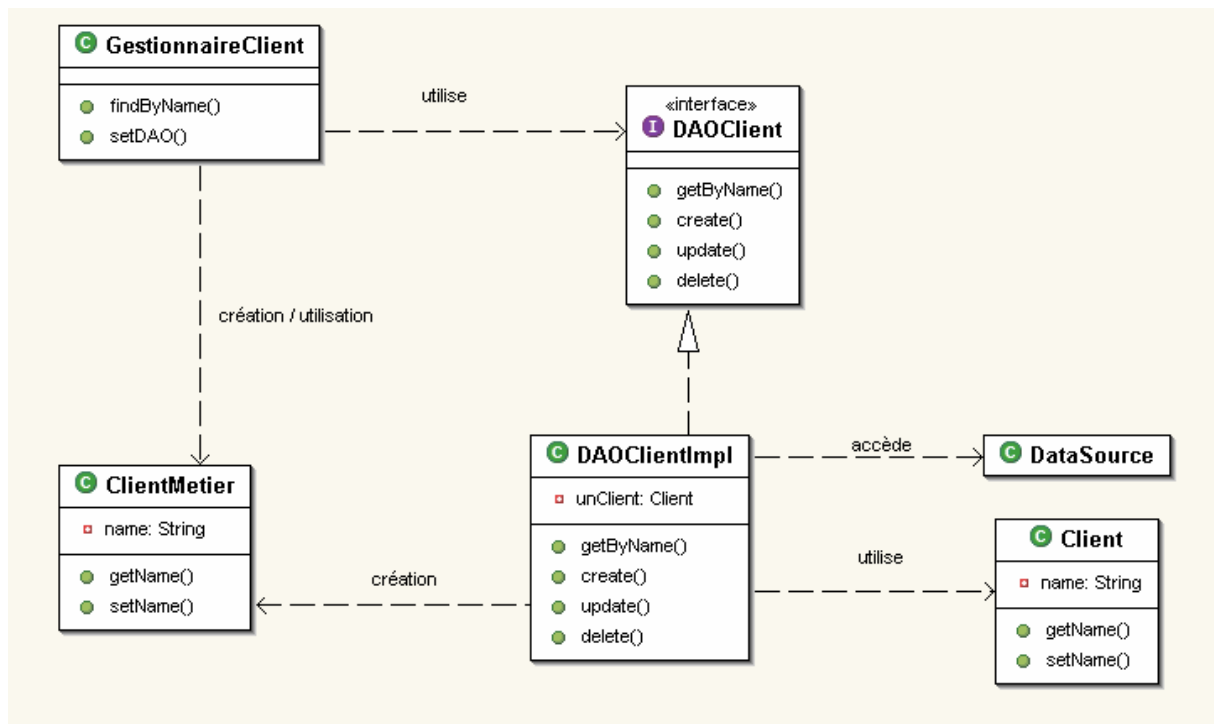 C GestionnaireClient
findByName()
setDAO()
utilise
«interface»
I DAOClient
getByName()
create()
update()
delete()
création / utilisation
C ClientMetier
name: String
getName()
setName()
création
C DAOClientImpl
unClient: Client
getByName()
create()
update()
delete()
accède
C DataSource
utilise
C Client
name: String
getName()
setName()